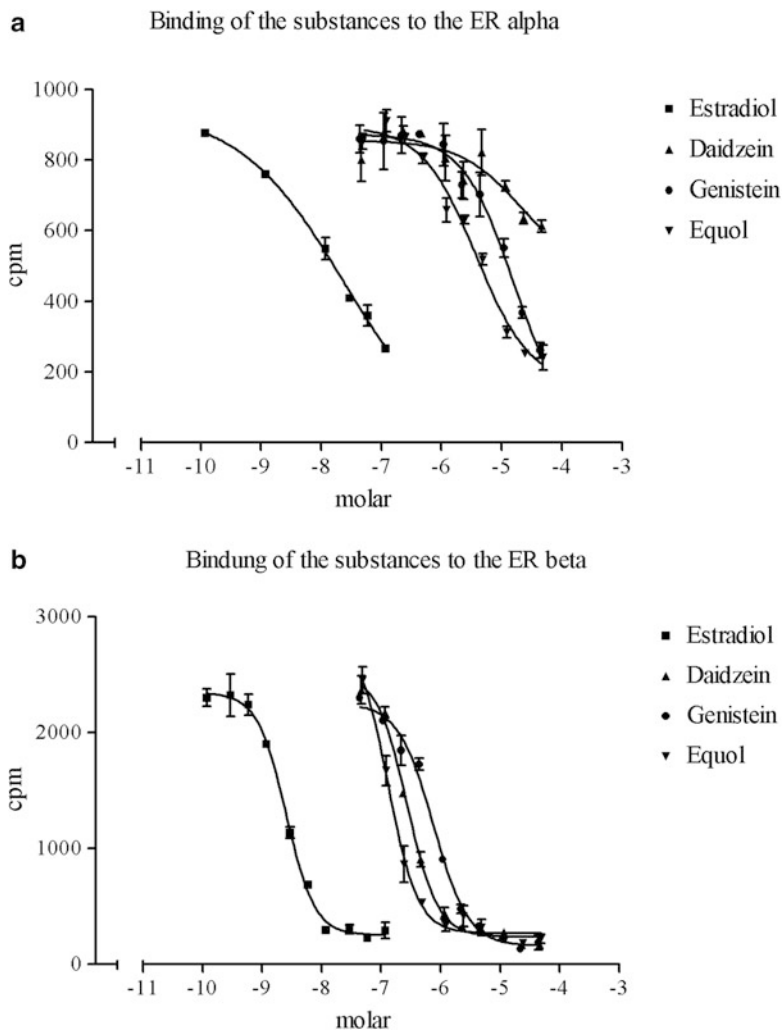 a
Binding of the substances to the ER alpha
1000
800
600
400
200
0
cpm
-11 -10 -9 -8 -7 -6 -5 -4 -3
molar
Estradiol
Daidzein
Genistein
Equol
b
Bindung of the substances to the ER beta
3000
2000
1000
0
cpm
-11 -10 -9 -8 -7 -6 -5 -4 -3
molar
Estradiol
Daidzein
Genistein
Equol